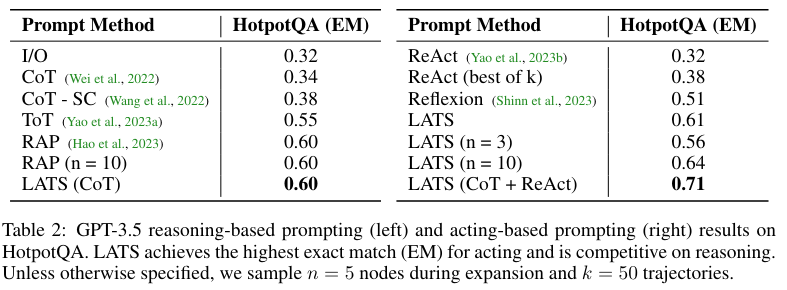 Prompt Method HotpotQA (EM)
I/O 0.32
CoT (Wei et al., 2022) 0.34
CoT - SC (Wang et al., 2022) 0.38
ToT (Yao et al., 2023a) 0.55
RAP (Hao et al., 2023) 0.60
RAP (n = 10) 0.60
LATS (CoT) 0.60
Prompt Method HotpotQA (EM)
ReAct (Yao et al., 2023b) 0.32
ReAct (best of k) 0.38
Reflexion (Shinn et al., 2023) 0.51
LATS 0.61
LATS (n = 3) 0.56
LATS (n = 10) 0.64
LATS (CoT + ReAct) 0.71
Table 2: GPT-3.5 reasoning-based prompting (left) and acting-based prompting (right) results on
HotpotQA. LATS achieves the highest exact match (EM) for acting and is competitive on reasoning.
Unless otherwise specified, we sample n = 5 nodes during expansion and k = 50 trajectories.